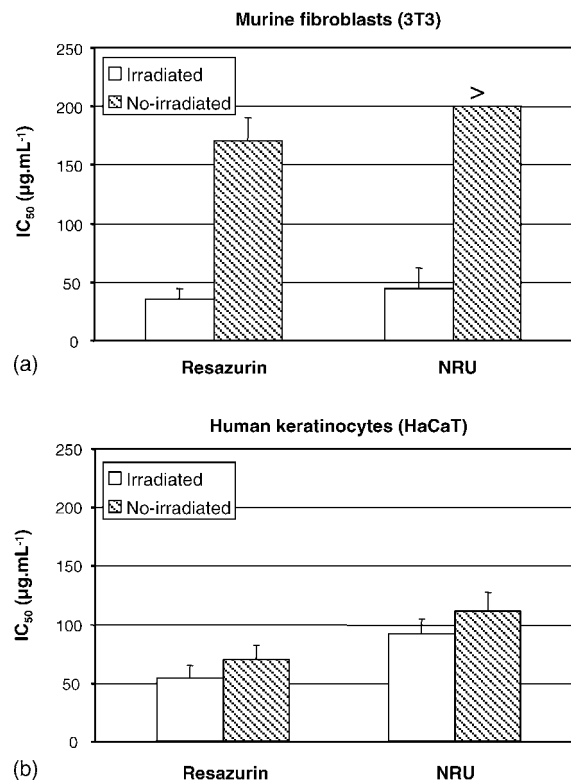 Murine fibroblasts (3T3)
250
200
150
100
50
0
IC50 (µg.mL-1)
Irradiated
No-irradiated
>
Resazurin NRU
(a)
Human keratinocytes (HaCaT)
250
200
150
100
50
0
IC50 (µg.mL-1)
Irradiated
No-irradiated
Resazurin NRU
(b)